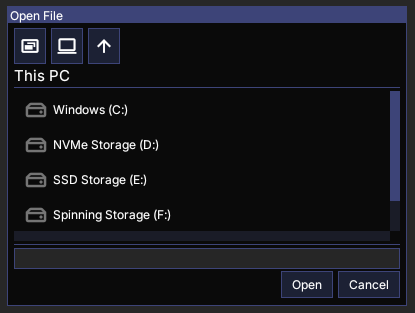 Open File
This PC
Windows (C:)
NVMe Storage (D:)
SSD Storage (E:)
Spinning Storage (F:)
Open Cancel